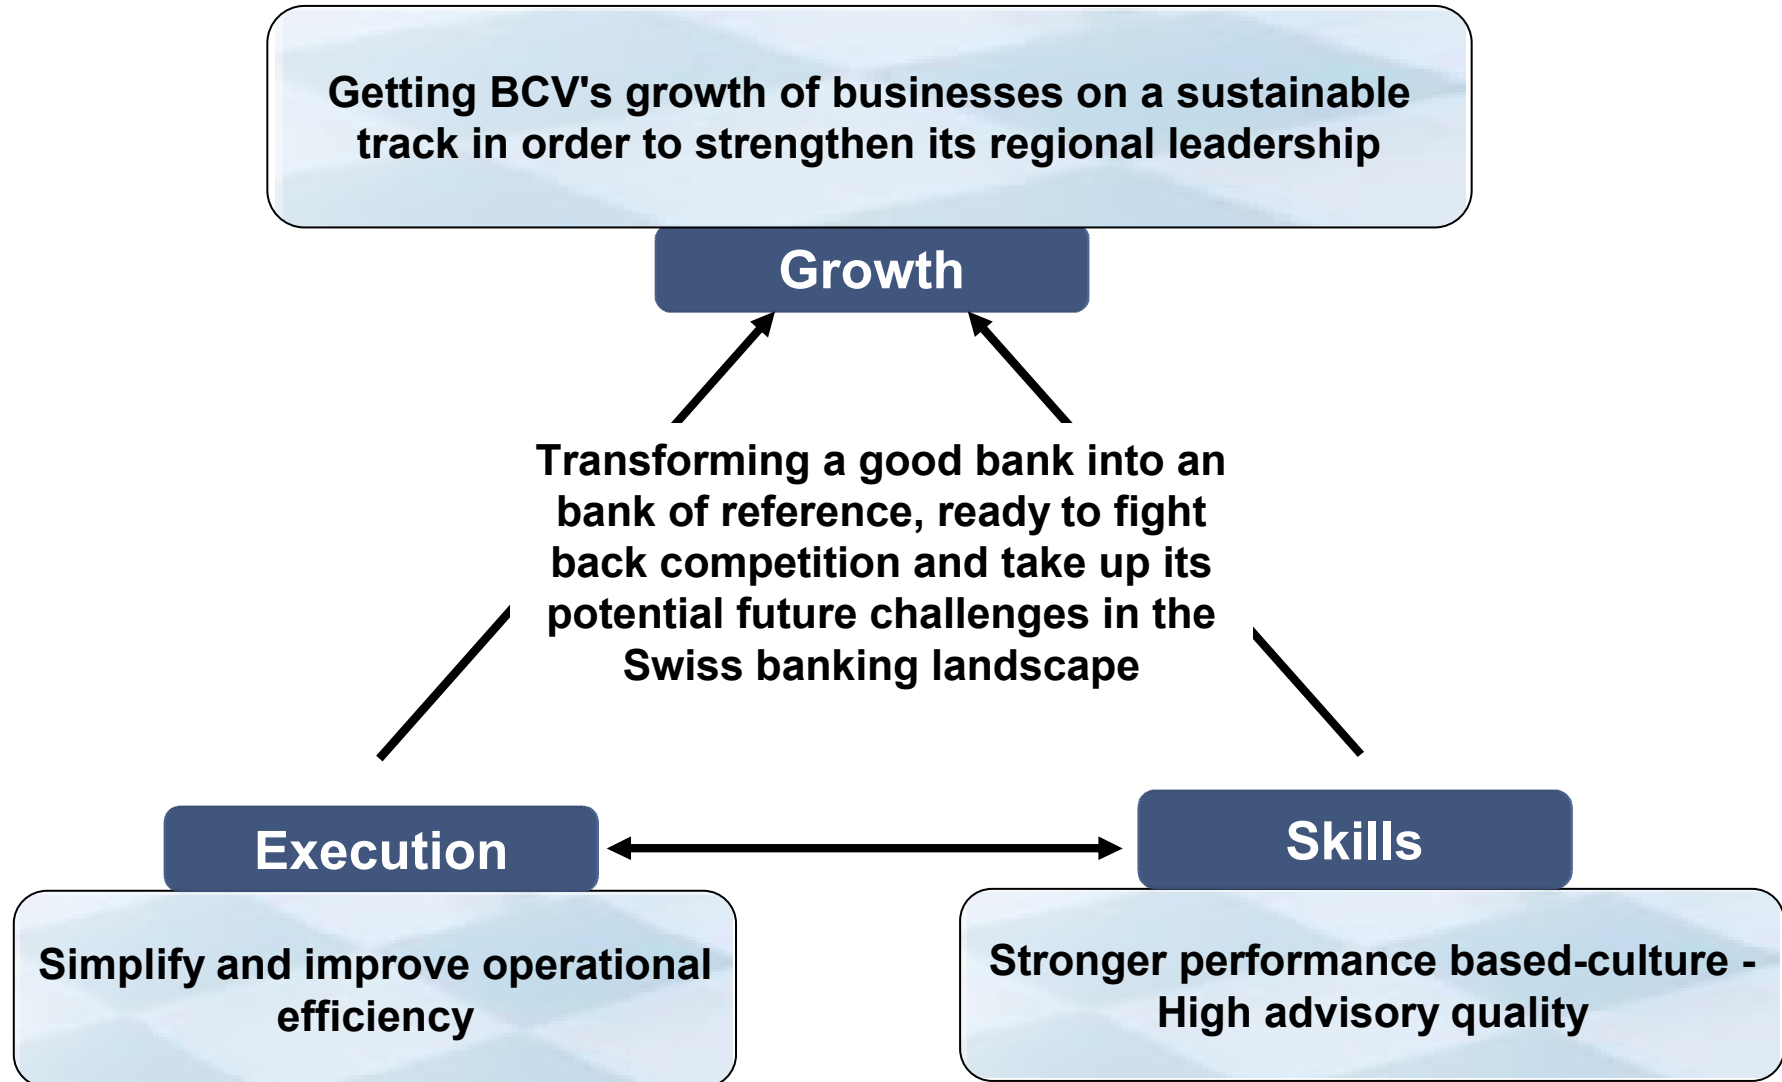 Getting BCV's growth of businesses on a sustainable
track in order to strengthen its regional leadership
Growth
Transforming a good bank into an
bank of reference, ready to fight
back competition and take up its
potential future challenges in the
Swiss banking landscape
Execution
Simplify and improve operational
efficiency
Skills
Stronger performance based-culture -
High advisory quality